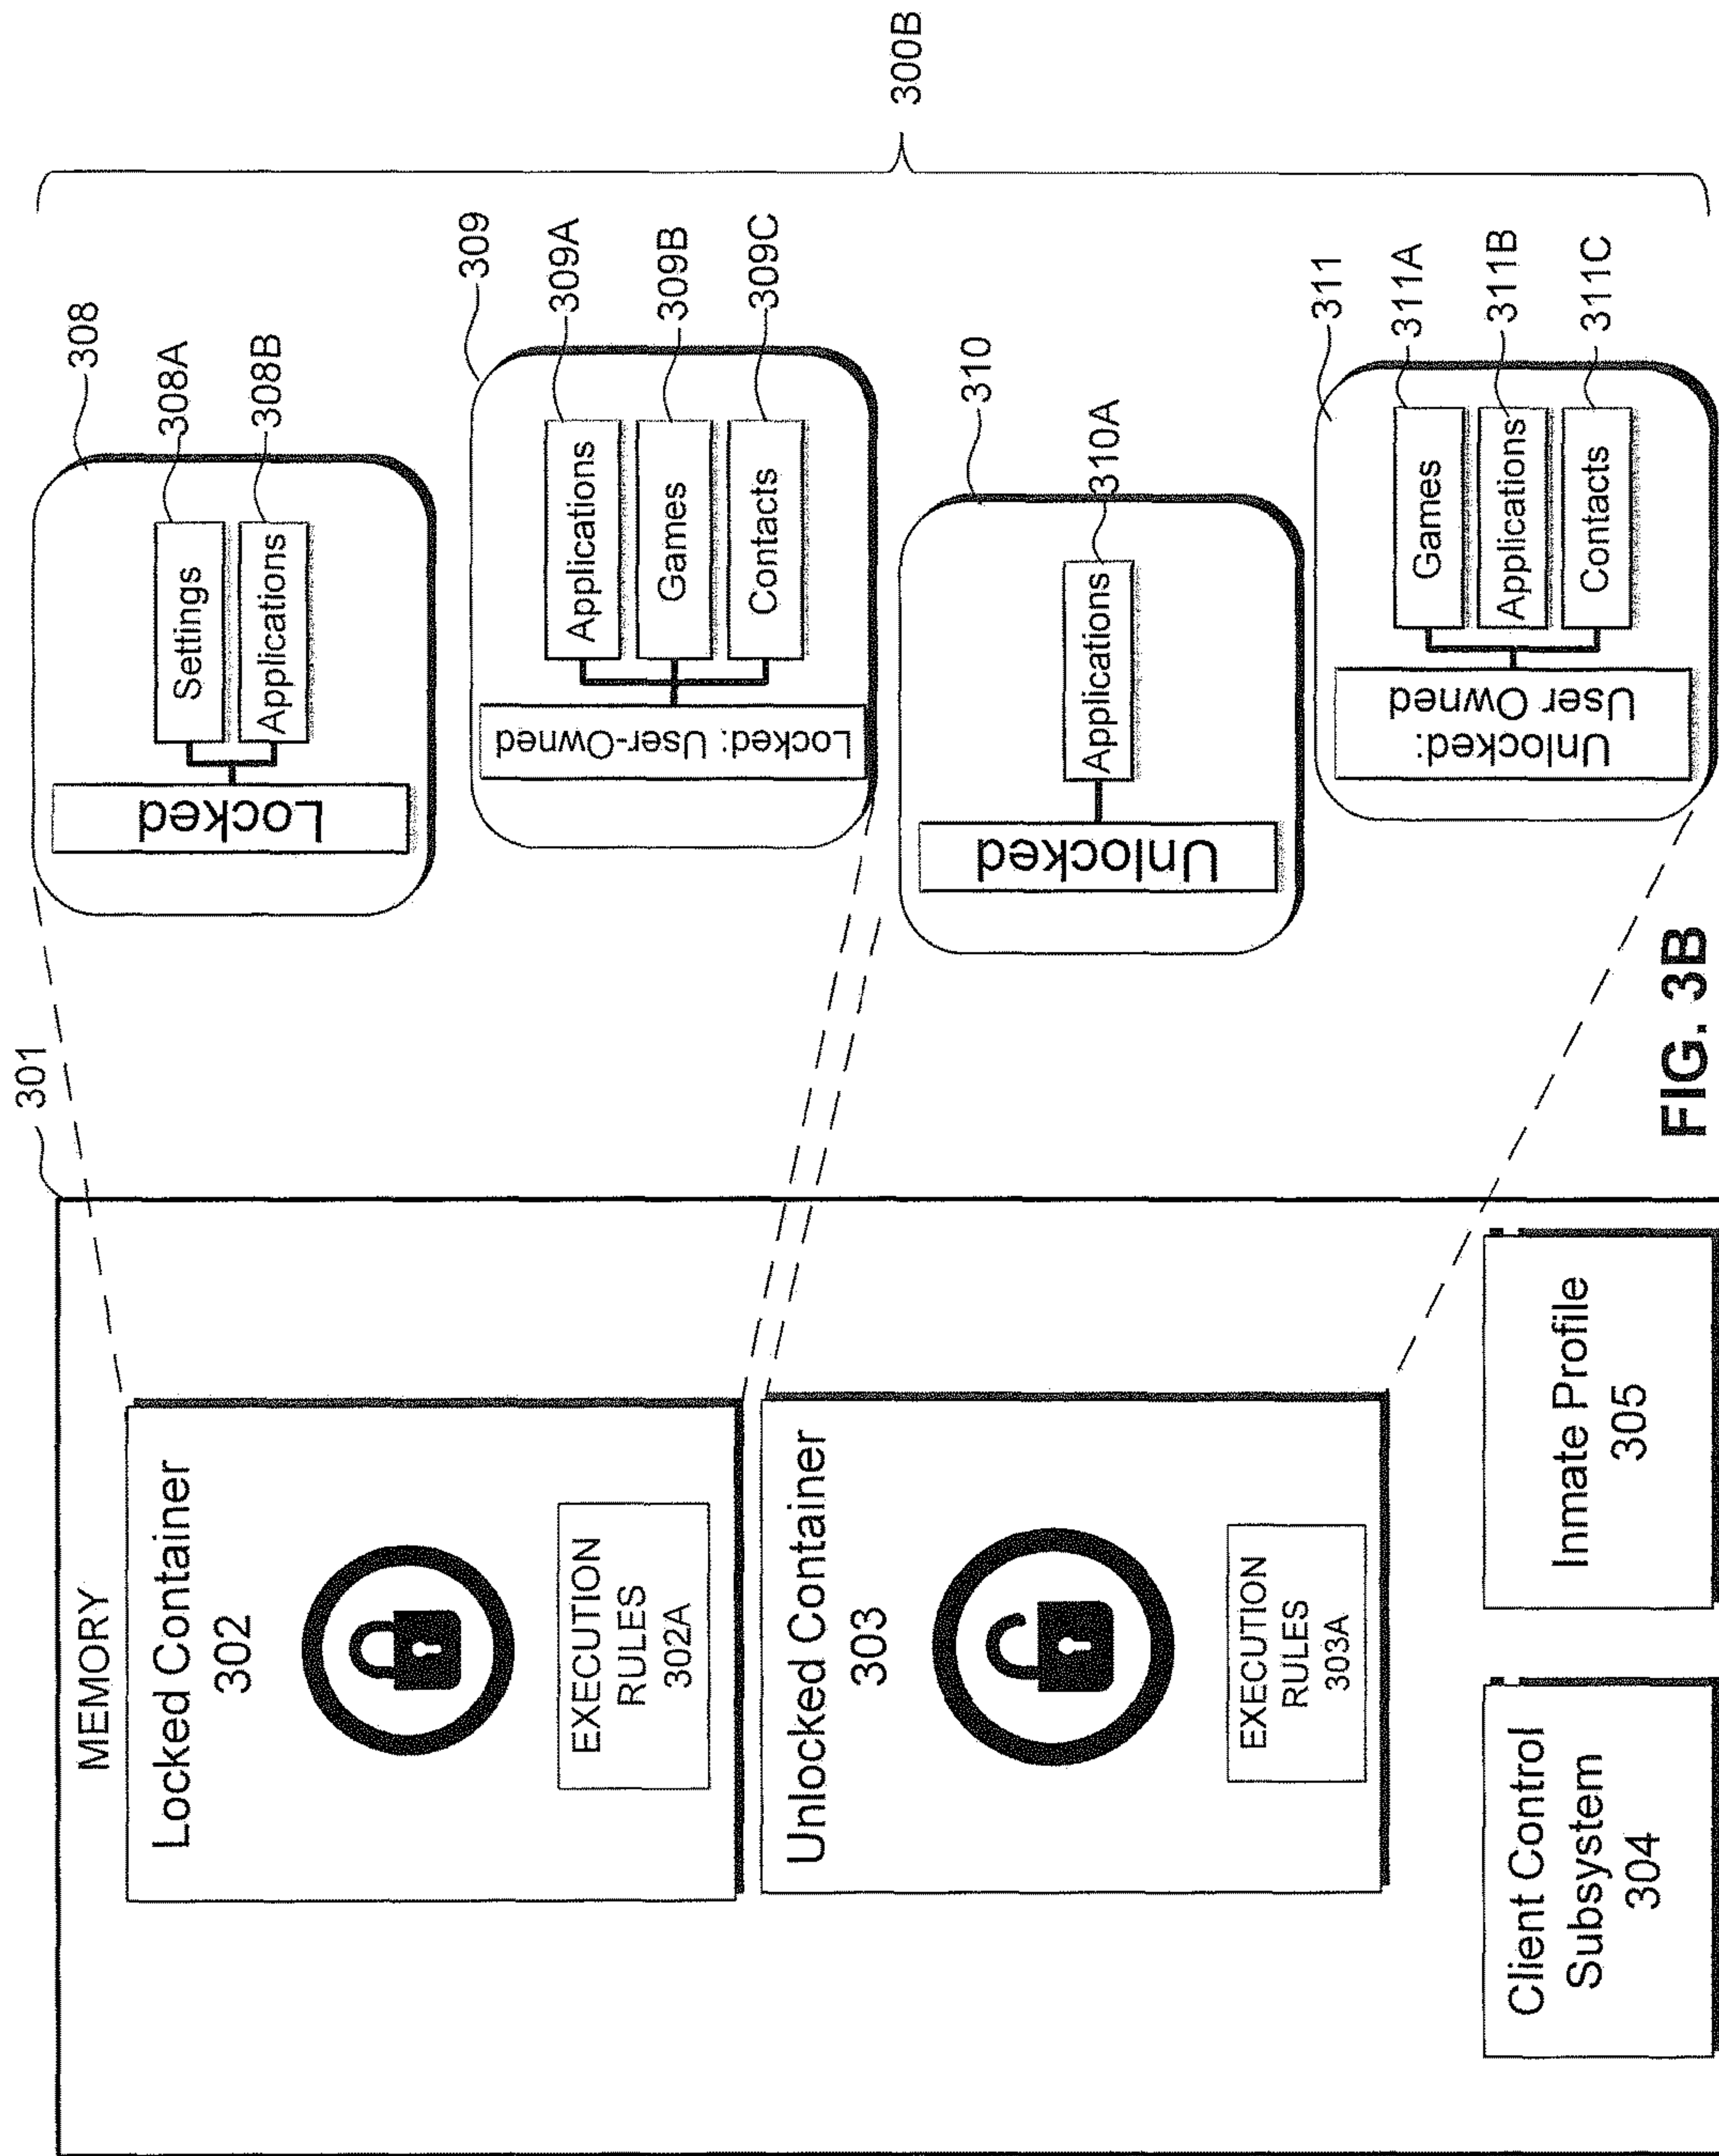 301
MEMORY
Locked Container
302
EXECUTION
RULES
302A
Unlocked Container
303
EXECUTION
RULES
303A
Client Control
Subsystem
304
Inmate Profile
305
308
Locked
Settings
308A
Applications
308B
309
Locked: User-Owned
Applications
309A
Games
309B
Contacts
309C
310
Unlocked
Applications
310A
311
Unlocked:
User Owned
Games
311A
Applications
311B
Contacts
311C
300B
FIG. 3B